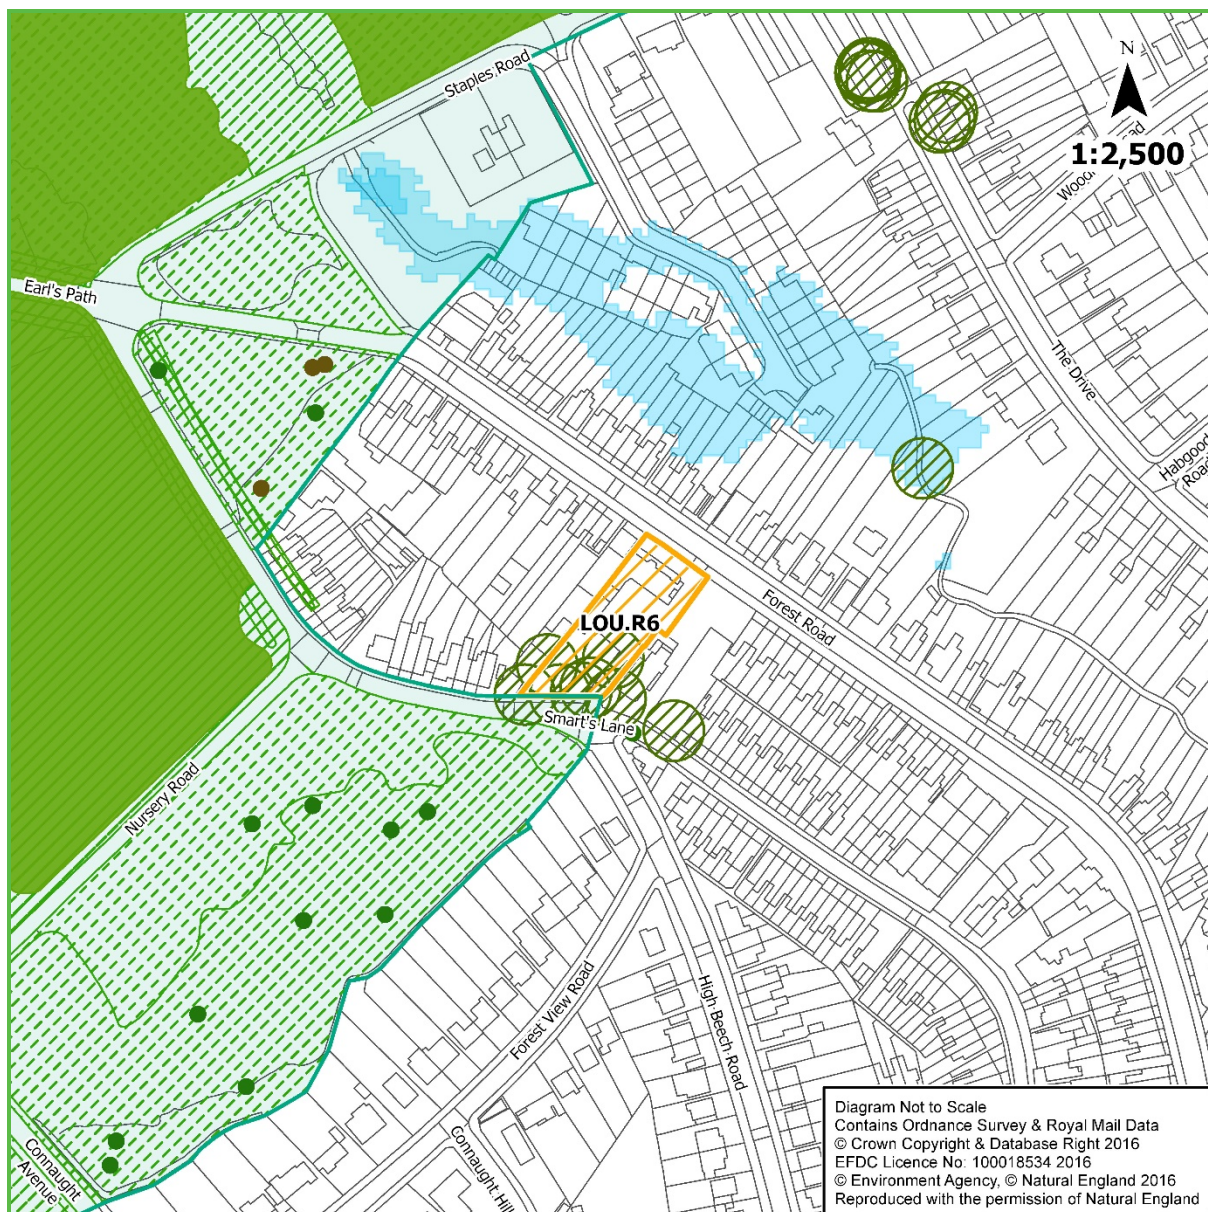 Staples Road
N
1:2,500
Earl's Path
The Drive
Habgood
Road
LOU.R6
Forest Road
Smart's Lane
Nursery Road
Forest View Road
High Beech Road
Connaught
Avenue
Diagram Not to Scale
Contains Ordnance Survey & Royal Mail Data
© Crown Copyright & Database Right 2016
EFDC Licence No: 100018534 2016
© Environment Agency, © Natural England 2016
Reproduced with the permission of Natural England